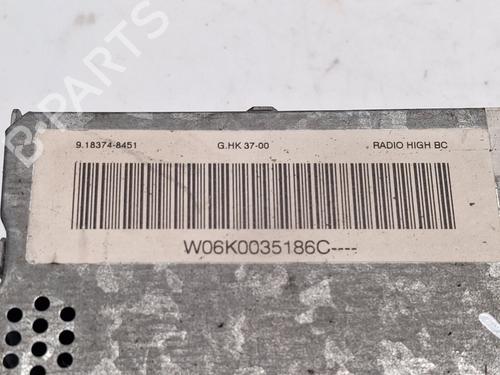 B-PARTS
9.18374-8451 G.HK 37-00 RADIO HIGH BC
W06K0035186C----